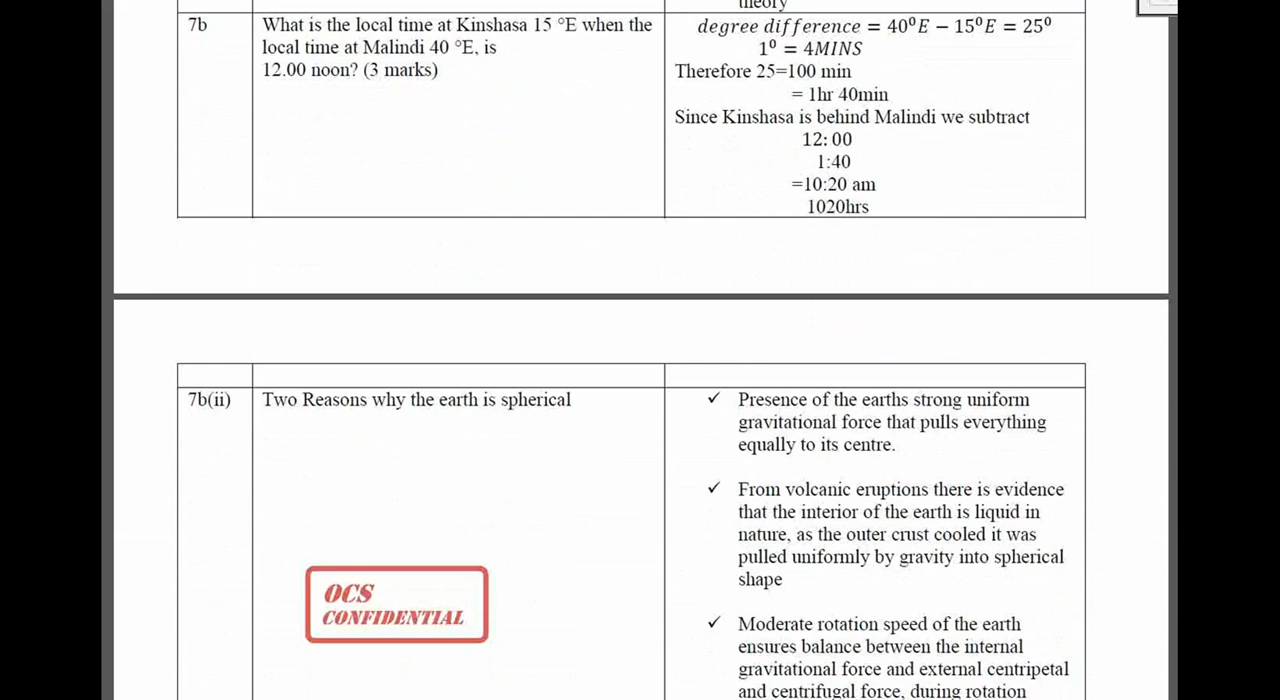 theory
7b
What is the local time at Kinshasa 15 °E when the
local time at Malindi 40 °E, is
12.00 noon? (3 marks)
degree difference = 40⁰E − 15⁰E = 25⁰
1⁰ = 4MINS
Therefore 25=100 min
= 1hr 40min
Since Kinshasa is behind Malindi we subtract
12:00
1:40
=10:20 am
1020hrs
7b(ii)
Two Reasons why the earth is spherical
✓ Presence of the earths strong uniform
gravitational force that pulls everything
equally to its centre.
✓ From volcanic eruptions there is evidence
that the interior of the earth is liquid in
nature, as the outer crust cooled it was
pulled uniformly by gravity into spherical
shape
✓ Moderate rotation speed of the earth
ensures balance between the internal
gravitational force and external centripetal
and centrifugal force, during rotation
OCS
CONFIDENTIAL